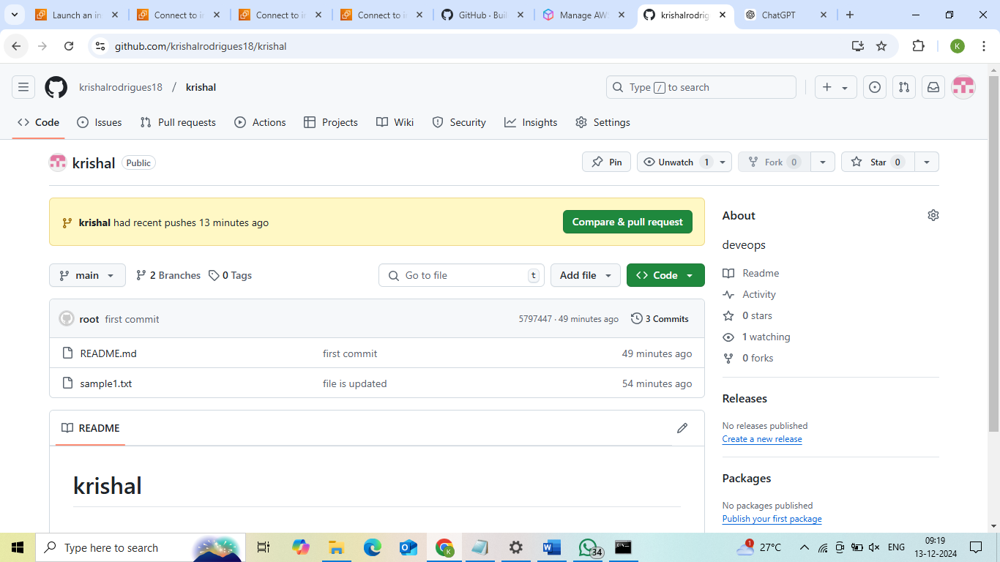 Launch an in
Connect to in
Connect to in
Connect to in
GitHub · Buil
Manage AW
krishalrodrig
ChatGPT
github.com/krishalrodrigues18/krishal
K
krishalrodrigues18 / krishal
Type / to search
Code Issues Pull requests Actions Projects Wiki Security Insights Settings
krishal Public
Pin Unwatch 1 Fork 0 Star 0
krishal had recent pushes 13 minutes ago
Compare & pull request
main 2 Branches 0 Tags
Go to file t
Add file
Code
root first commit 5797447 · 49 minutes ago 3 Commits
README.md first commit 49 minutes ago
sample1.txt file is updated 54 minutes ago
README
krishal
About
deveops
Readme
Activity
0 stars
1 watching
0 forks
Releases
No releases published
Create a new release
Packages
No packages published
Publish your first package
Type here to search
K
34
1
27°C
ENG
09:19
13-12-2024